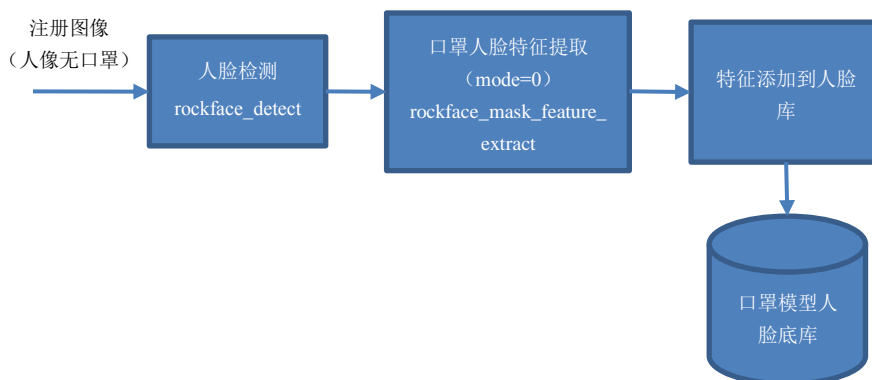 注册图像
（人像无口罩）
人脸检测
rockface_detect
口罩人脸特征提取
（mode=0）
rockface_mask_feature_
extract
特征添加到人脸
库
口罩模型人
脸底库